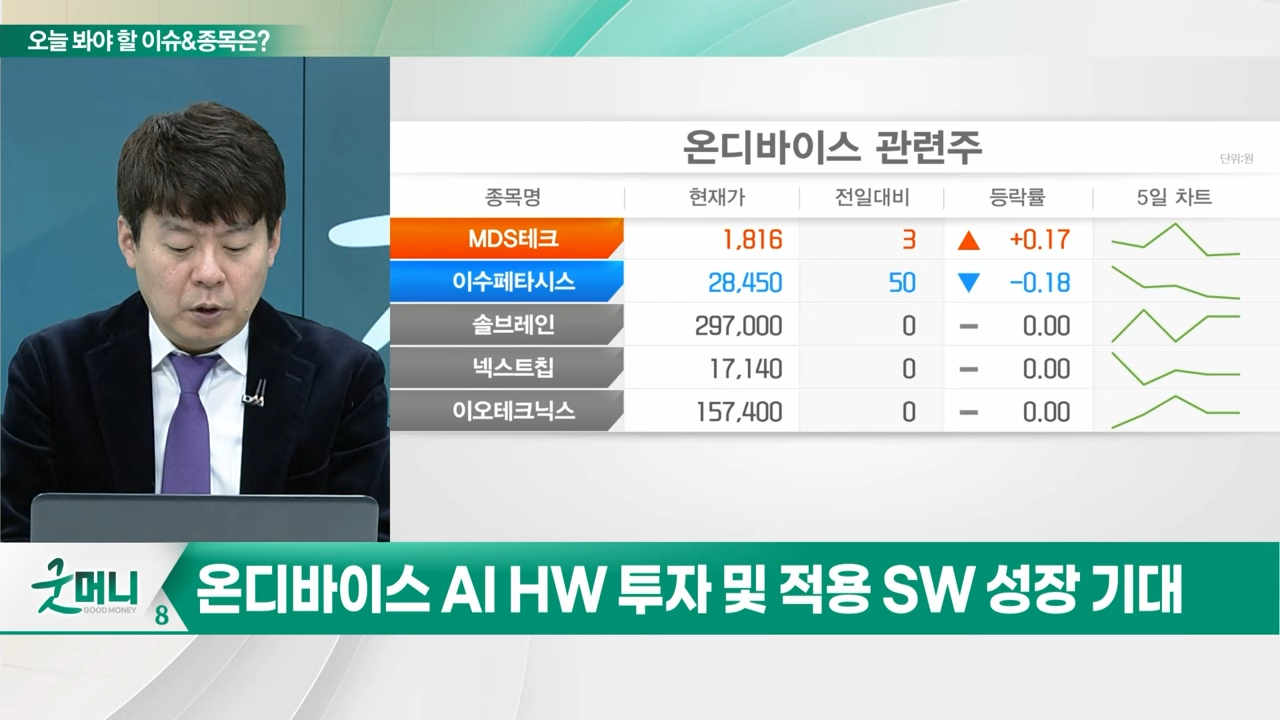 오늘 봐야 할 이슈&종목은?
온디바이스 관련주
단위:원
종목명 현재가 전일대비 등락률 5일 차트
MDS테크 1,816 3 ▲ +0.17
이수페타시스 28,450 50 ▼ -0.18
솔브레인 297,000 0 - 0.00
넥스트칩 17,140 0 - 0.00
이오테크닉스 157,400 0 - 0.00
굿머니
GOOD MONEY
8
온디바이스 AI HW 투자 및 적용 SW 성장 기대